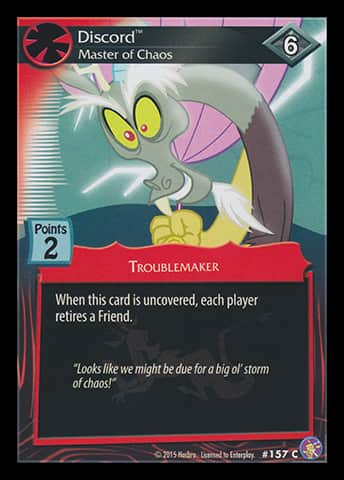 Discord™
Master of Chaos
6
Points
2
TROUBLEMAKER
When this card is uncovered, each player
retires a Friend.
“Looks like we might be due for a big ol’ storm
of chaos!”
© 2015 Hasbro. Licensed to Enterplay. #157 C